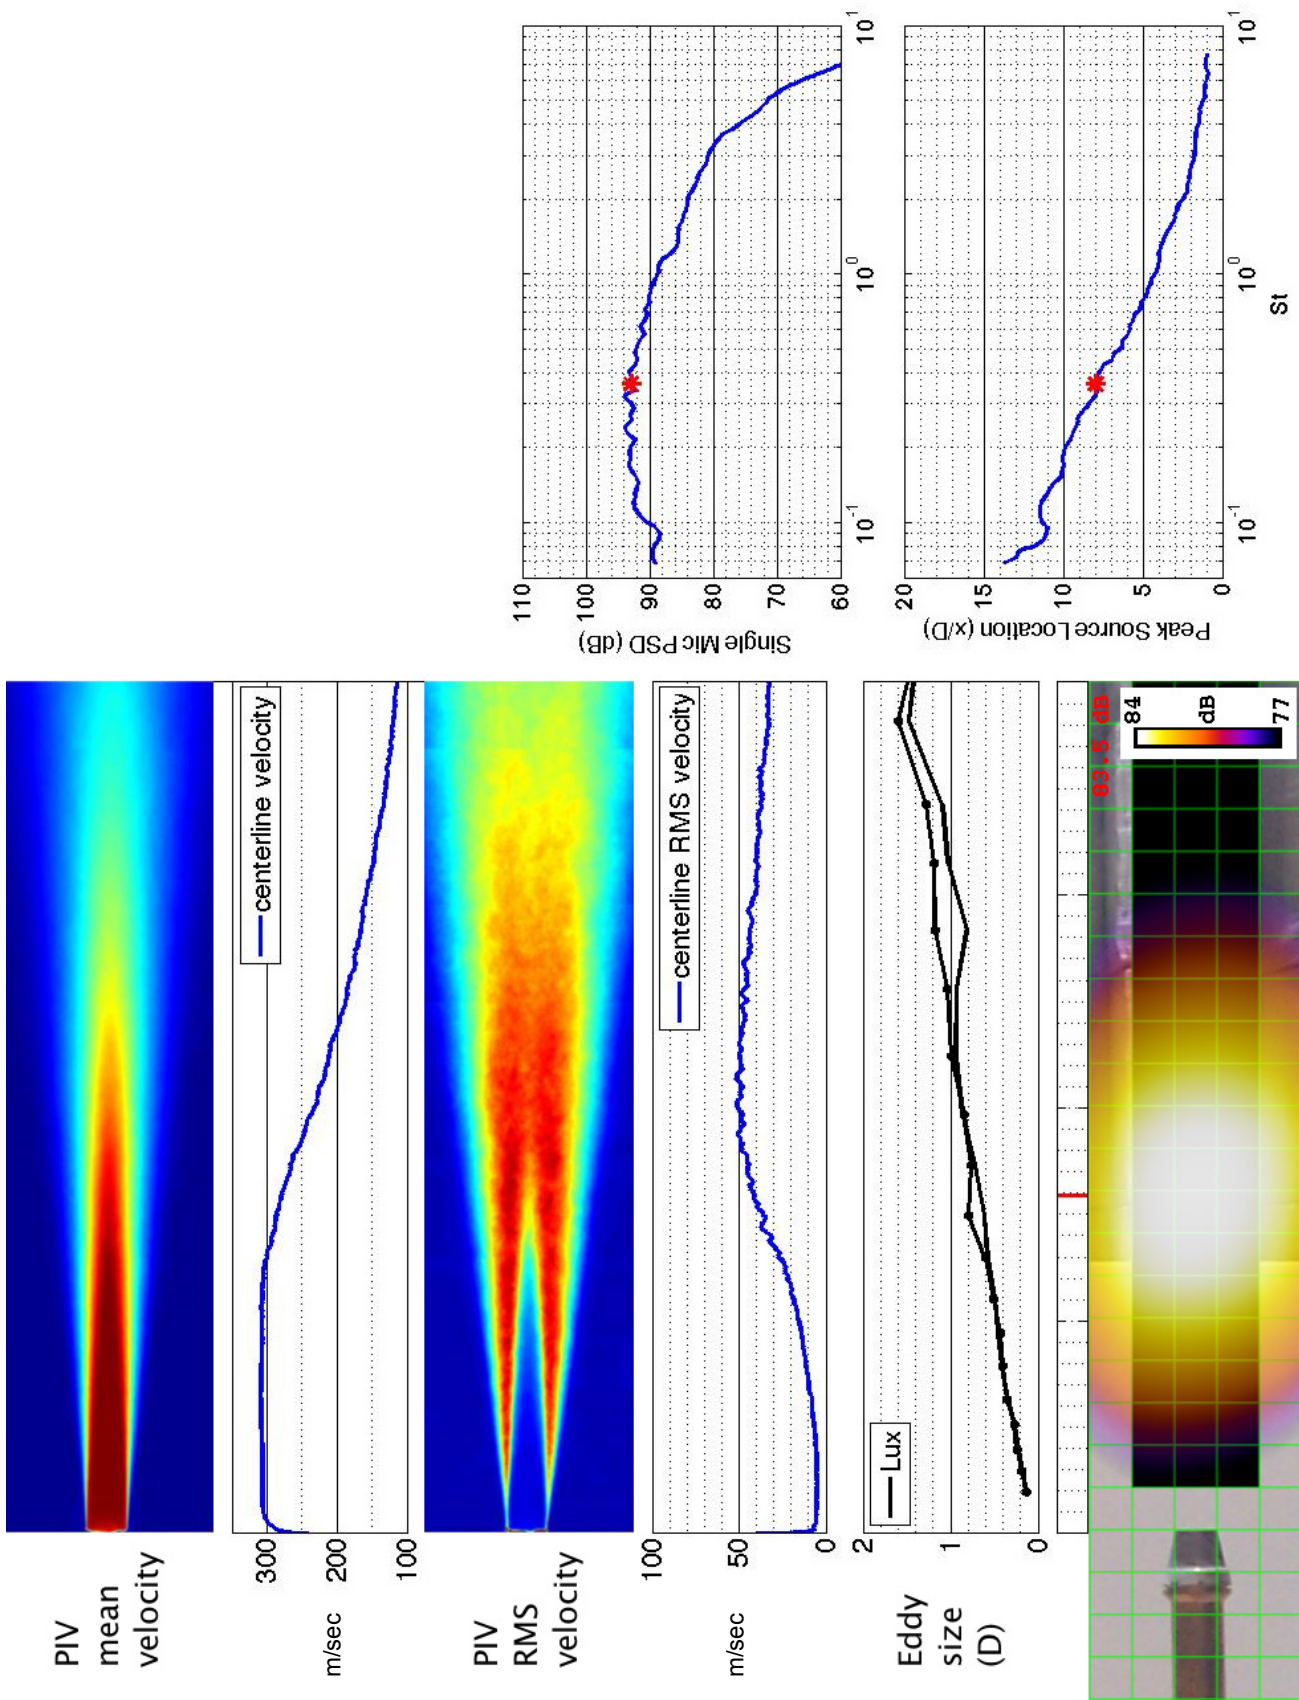 PIV
mean
velocity
m/sec
300
200
100
centerline velocity
PIV
RMS
velocity
m/sec
100
50
0
centerline RMS velocity
Eddy
size
(D)
2
1
0
Lux
83.5 dB
84
dB
77
Single Mic PSD (dB)
110
100
90
80
70
60
10^-1
10^0
10^1
Peak Source Location (x/D)
20
15
10
5
0
10^-1
10^0
10^1
St